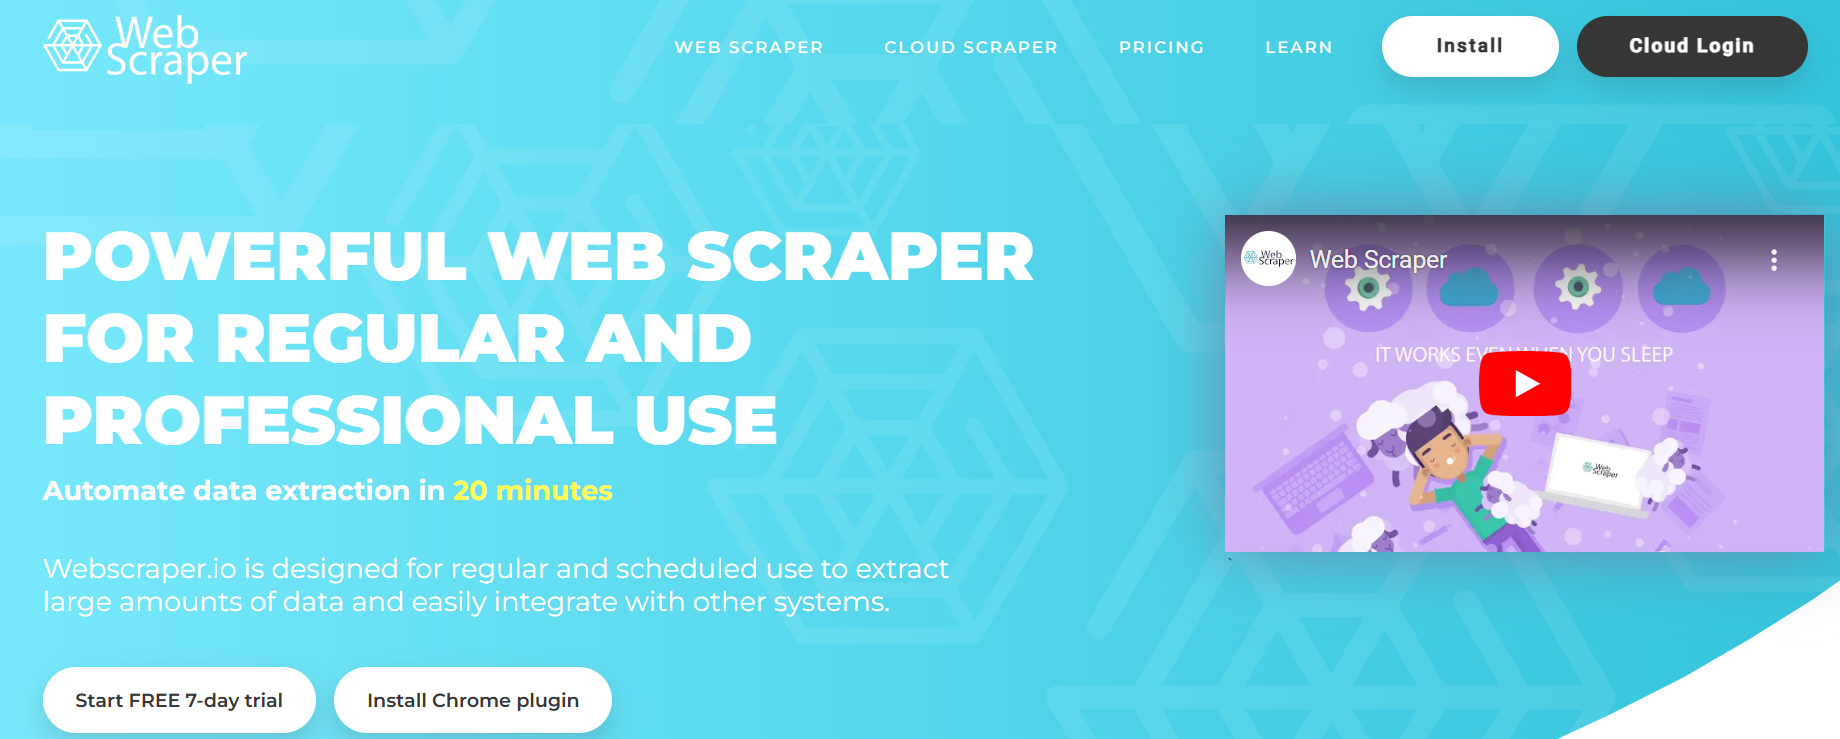 Web
Scraper
WEB SCRAPER
CLOUD SCRAPER
PRICING
LEARN
Install
Cloud Login
POWERFUL WEB SCRAPER
FOR REGULAR AND
PROFESSIONAL USE
Automate data extraction in 20 minutes
Webscraper.io is designed for regular and scheduled use to extract
large amounts of data and easily integrate with other systems.
Start FREE 7-day trial
Install Chrome plugin
Web
Scraper
Web Scraper
IT WORKS EVEN WHEN YOU SLEEP
Web
Scraper
`